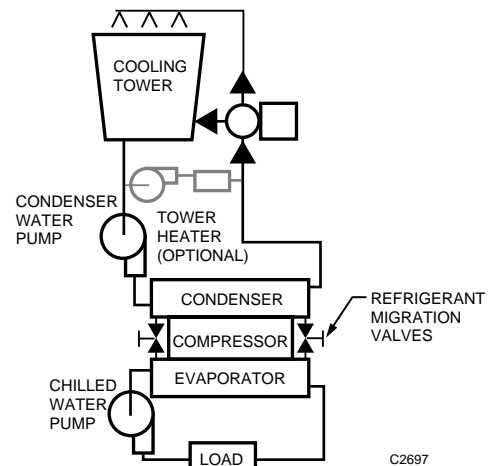 COOLING
TOWER
CONDENSER
WATER
PUMP
TOWER
HEATER
(OPTIONAL)
CONDENSER
REFRIGERANT
MIGRATION
VALVES
COMPRESSOR
EVAPORATOR
CHILLED
WATER
PUMP
LOAD
C2697